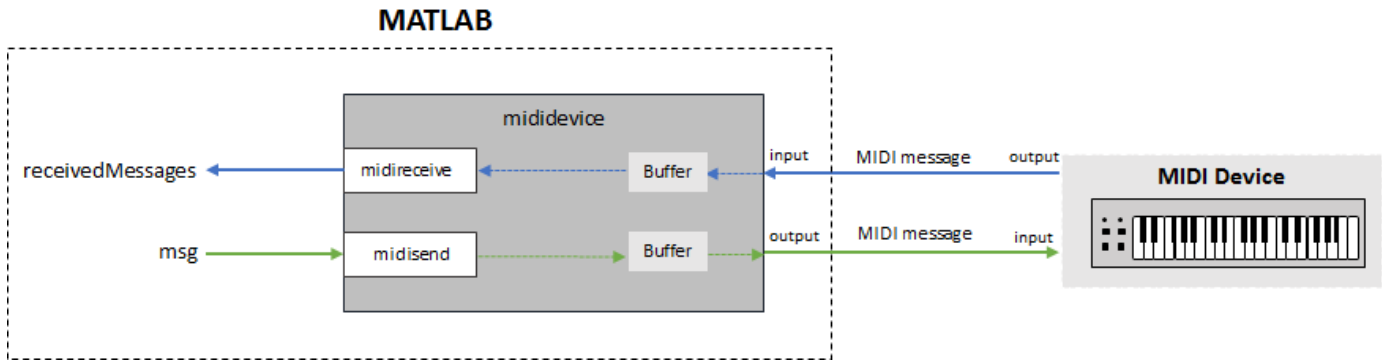 MATLAB
mididevice
receivedMessages
midireceive
Buffer
input
MIDI message
output
MIDI Device
msg
midisend
Buffer
output
MIDI message
input